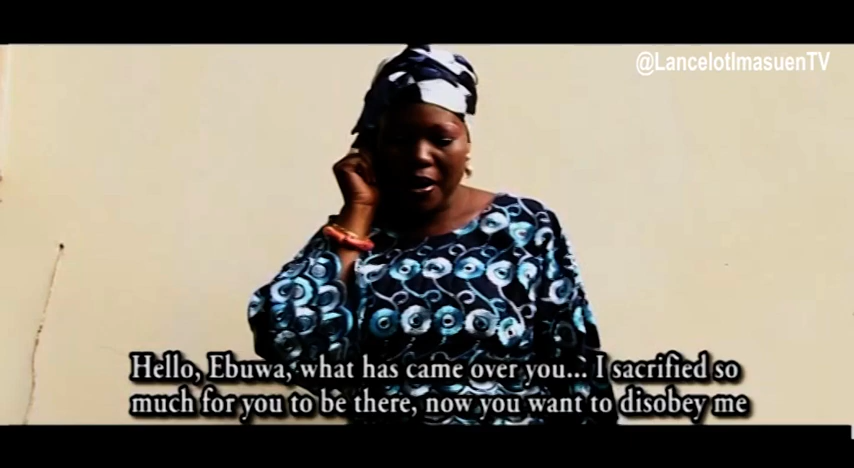 @LancelotImasuenTV
Hello, Ebuwa, what has came over you... I sacrified so
much for you to be there, now you want to disobey me